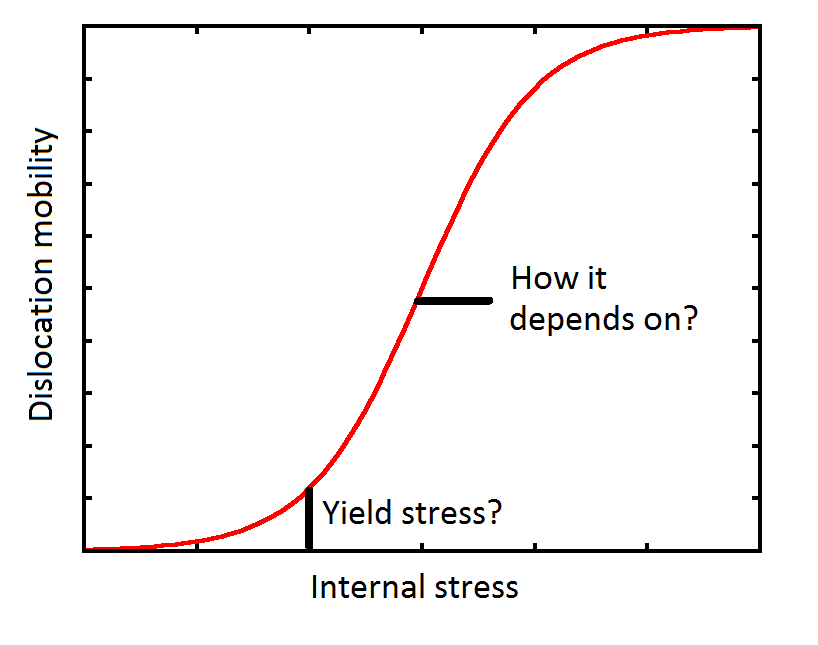 Dislocation mobility
How it
depends on?
Yield stress?
Internal stress